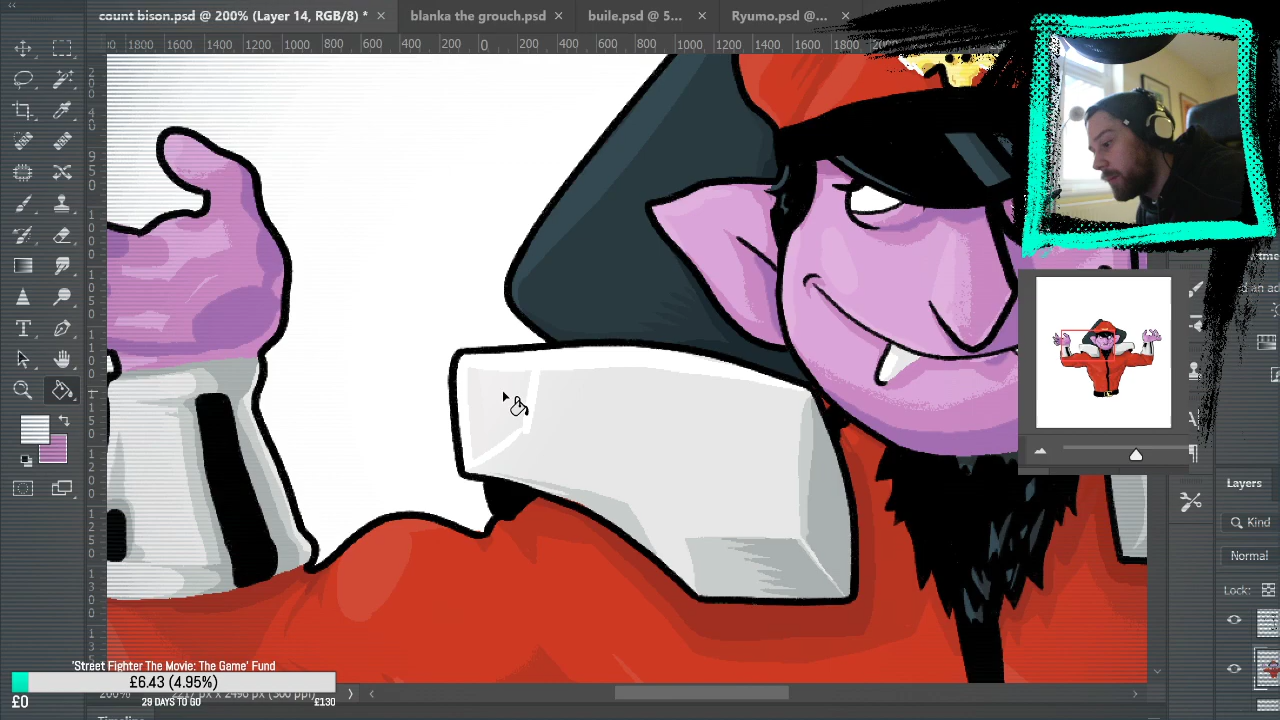 count bison.psd @ 200% (Layer 14, RGB/8) * ×
blanka the grouch.psd ×
buile.psd @ 5... ×
Ryumo.psd @... ×
1800 1600 1400 1200 1000 800 600 400 200 0 200 400 600 800 1000 1200 1400 1600 1800
Layers
Kind
Normal
Lock:
'Street Fighter The Movie: The Game' Fund
£6.43 (4.95%)
£0
29 DAYS TO GO
£130